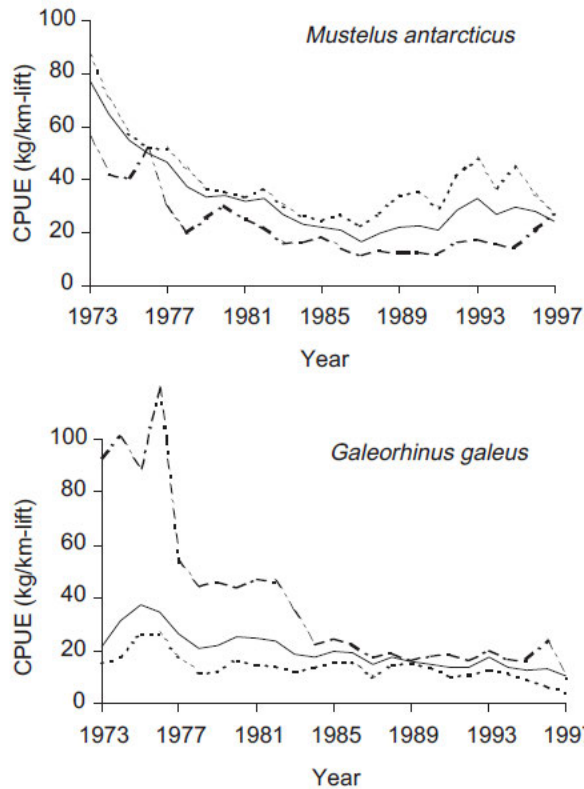 Mustelus antarcticus
CPUE (kg/km-lift)
100
80
60
40
20
0
1973 1977 1981 1985 1989 1993 1997
Year
Galeorhinus galeus
CPUE (kg/km-lift)
100
80
60
40
20
0
1973 1977 1981 1985 1989 1993 199
Year